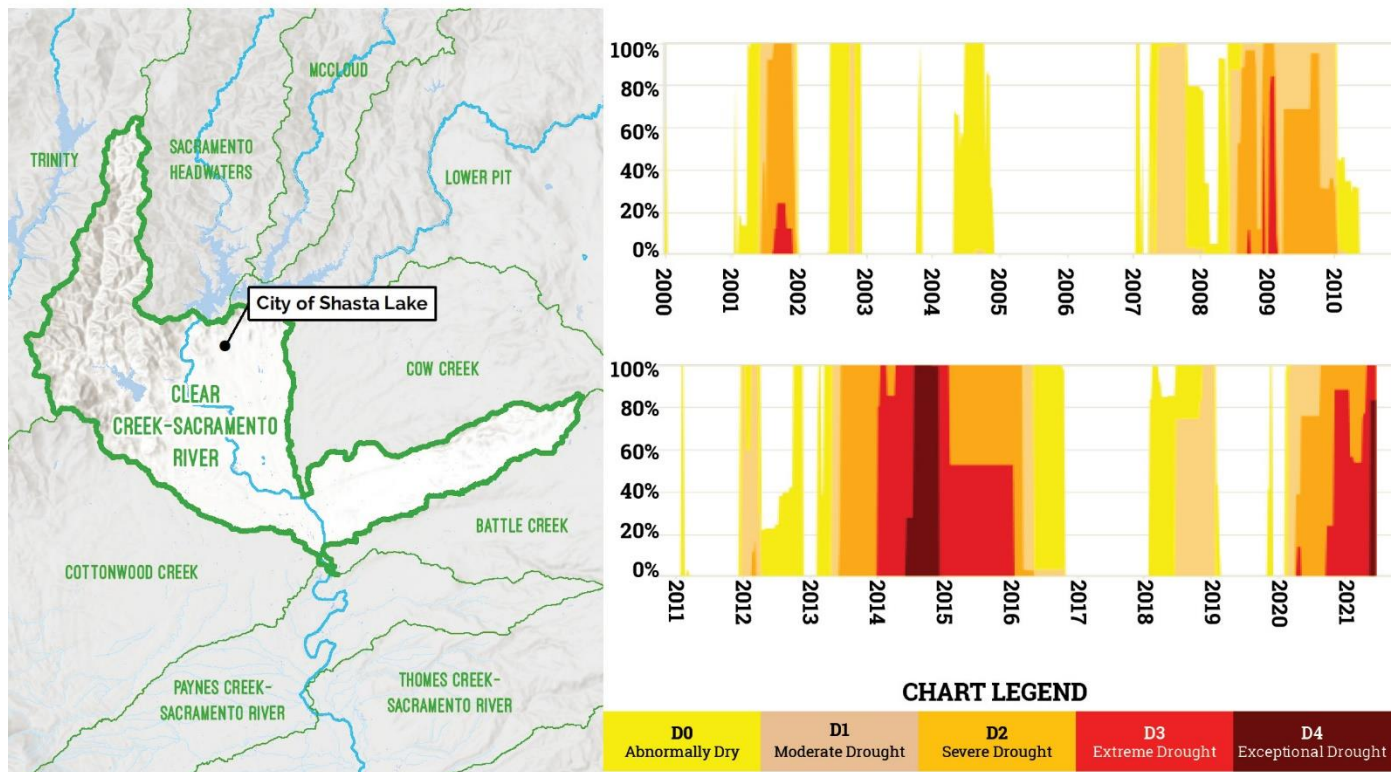 MCCLOUD
TRINITY
SACRAMENTO
HEADWATERS
LOWER PIT
City of Shasta Lake
COW CREEK
CLEAR
CREEK-SACRAMENTO
RIVER
BATTLE CREEK
COTTONWOOD CREEK
PAYNES CREEK-
SACRAMENTO RIVER
THOMES CREEK-
SACRAMENTO RIVER
100%
80%
60%
40%
20%
0%
2000
2001
2002
2003
2004
2005
2006
2007
2008
2009
2010
100%
80%
60%
40%
20%
0%
2011
2012
2013
2014
2015
2016
2017
2018
2019
2020
2021
CHART LEGEND
D0
Abnormally Dry
D1
Moderate Drought
D2
Severe Drought
D3
Extreme Drought
D4
Exceptional Drought